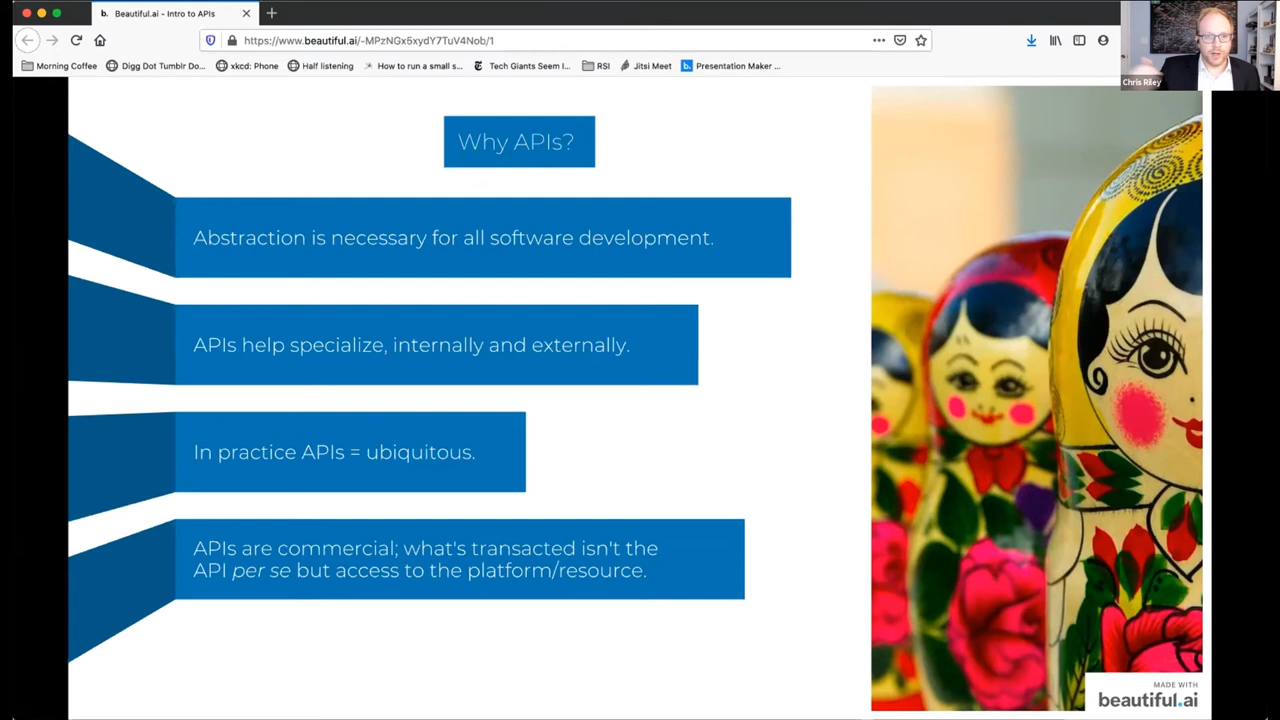 b. Beautiful.ai - Intro to APIs
https://www.beautiful.ai/-MPzNGx5xydY7TuV4Nob/1
Morning Coffee
Digg Dot Tumblr Do...
xkcd: Phone
Half listening
How to run a small s...
Tech Giants Seem I...
RSI
Jitsi Meet
b. Presentation Maker ...
Chris Riley
Why APIs?
Abstraction is necessary for all software development.
APIs help specialize, internally and externally.
In practice APIs = ubiquitous.
APIs are commercial; what's transacted isn't the
API per se but access to the platform/resource.
MADE WITH
beautiful.ai